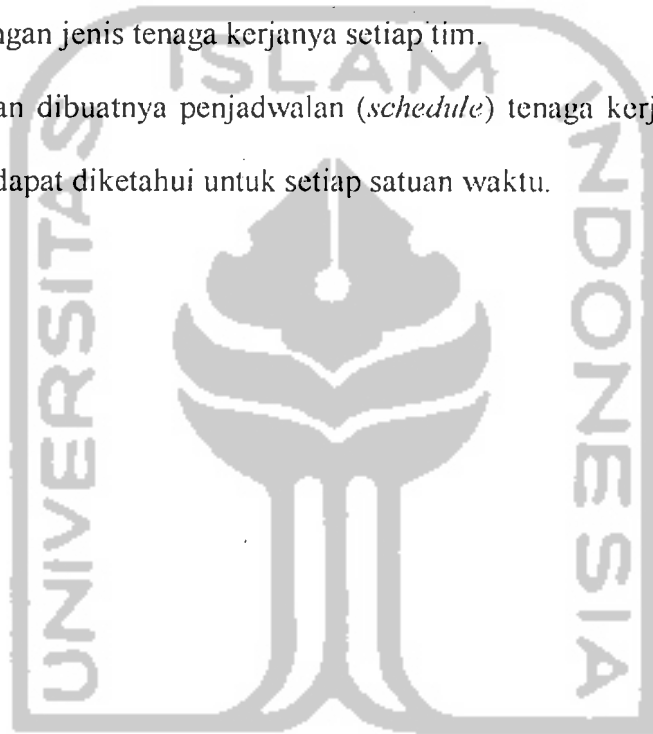 ngan jenis tenaga kerjanya setiap tim.
an dibuatnya penjadwalan (schedule) tenaga kerj
dapat diketahui untuk setiap satuan waktu.
UNIVERSITAS
ISLAM
INDONESIA